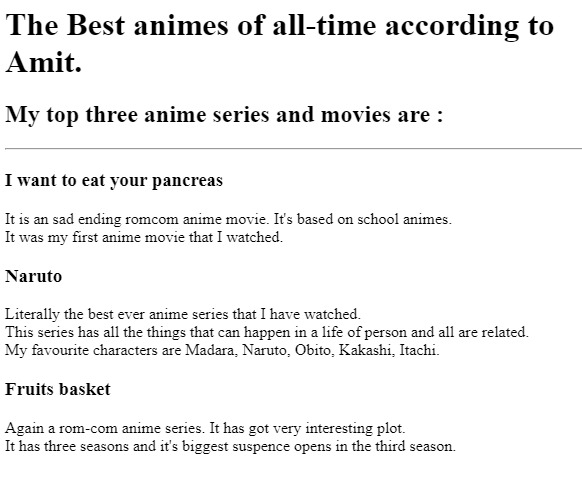 The Best animes of all-time according to
Amit.
My top three anime series and movies are :
I want to eat your pancreas
It is an sad ending romcom anime movie. It's based on school animes.
It was my first anime movie that I watched.
Naruto
Literally the best ever anime series that I have watched.
This series has all the things that can happen in a life of person and all are related.
My favourite characters are Madara, Naruto, Obito, Kakashi, Itachi.
Fruits basket
Again a rom-com anime series. It has got very interesting plot.
It has three seasons and it's biggest suspence opens in the third season.